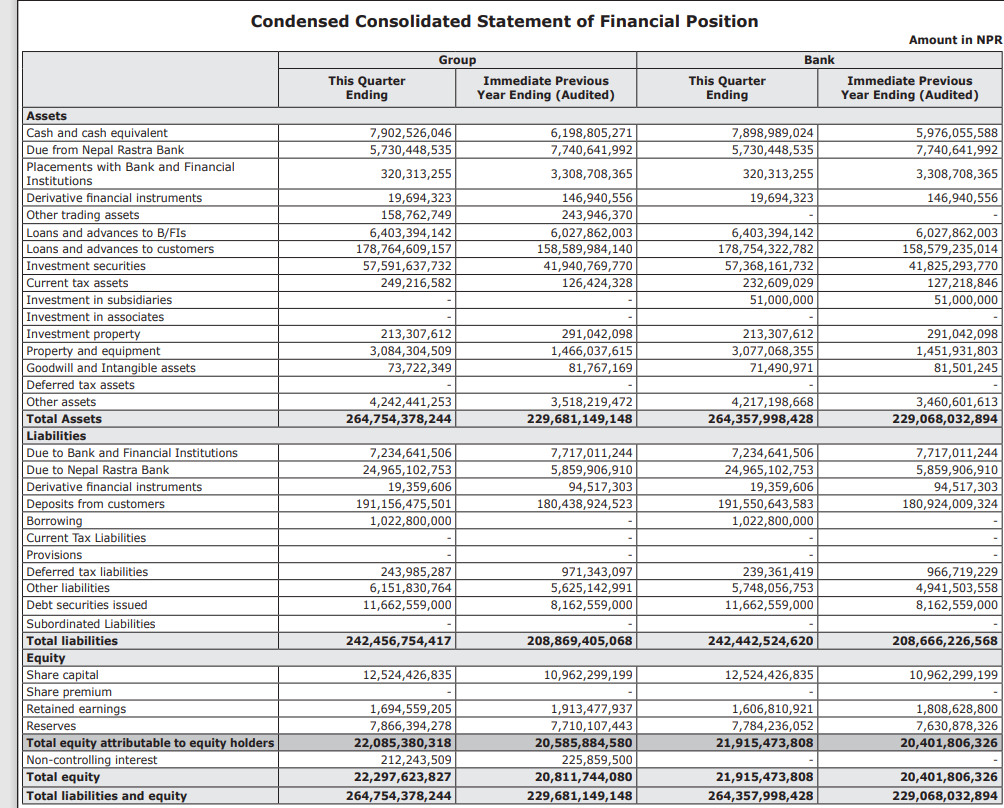 Condensed Consolidated Statement of Financial Position
Amount in NPR
Group Bank
This Quarter Ending Immediate Previous Year Ending (Audited) This Quarter Ending Immediate Previous Year Ending (Audited)
Assets
Cash and cash equivalent 7,902,526,046 6,198,805,271 7,898,989,024 5,976,055,588
Due from Nepal Rastra Bank 5,730,448,535 7,740,641,992 5,730,448,535 7,740,641,992
Placements with Bank and Financial
Institutions 320,313,255 3,308,708,365 320,313,255 3,308,708,365
Derivative financial instruments 19,694,323 146,940,556 19,694,323 146,940,556
Other trading assets 158,762,749 243,946,370 - -
Loans and advances to B/FIs 6,403,394,142 6,027,862,003 6,403,394,142 6,027,862,003
Loans and advances to customers 178,764,609,157 158,589,984,140 178,754,322,782 158,579,235,014
Investment securities 57,591,637,732 41,940,769,770 57,368,161,732 41,825,293,770
Current tax assets 249,216,582 126,424,328 232,609,029 127,218,846
Investment in subsidiaries - - 51,000,000 51,000,000
Investment in associates - - - -
Investment property 213,307,612 291,042,098 213,307,612 291,042,098
Property and equipment 3,084,304,509 1,466,037,615 3,077,068,355 1,451,931,803
Goodwill and Intangible assets 73,722,349 81,767,169 71,490,971 81,501,245
Deferred tax assets - - - -
Other assets 4,242,441,253 3,518,219,472 4,217,198,668 3,460,601,613
Total Assets 264,754,378,244 229,681,149,148 264,357,998,428 229,068,032,894
Liabilities
Due to Bank and Financial Institutions 7,234,641,506 7,717,011,244 7,234,641,506 7,717,011,244
Due to Nepal Rastra Bank 24,965,102,753 5,859,906,910 24,965,102,753 5,859,906,910
Derivative financial instruments 19,359,606 94,517,303 19,359,606 94,517,303
Deposits from customers 191,156,475,501 180,438,924,523 191,550,643,583 180,924,009,324
Borrowing 1,022,800,000 - 1,022,800,000 -
Current Tax Liabilities - - - -
Provisions - - - -
Deferred tax liabilities 243,985,287 971,343,097 239,361,419 966,719,229
Other liabilities 6,151,830,764 5,625,142,991 5,748,056,753 4,941,503,558
Debt securities issued 11,662,559,000 8,162,559,000 11,662,559,000 8,162,559,000
Subordinated Liabilities - - - -
Total liabilities 242,456,754,417 208,869,405,068 242,442,524,620 208,666,226,568
Equity
Share capital 12,524,426,835 10,962,299,199 12,524,426,835 10,962,299,199
Share premium - - - -
Retained earnings 1,694,559,205 1,913,477,937 1,606,810,921 1,808,628,800
Reserves 7,866,394,278 7,710,107,443 7,784,236,052 7,630,878,326
Total equity attributable to equity holders 22,085,380,318 20,585,884,580 21,915,473,808 20,401,806,326
Non-controlling interest 212,243,509 225,859,500 - -
Total equity 22,297,623,827 20,811,744,080 21,915,473,808 20,401,806,326
Total liabilities and equity 264,754,378,244 229,681,149,148 264,357,998,428 229,068,032,894